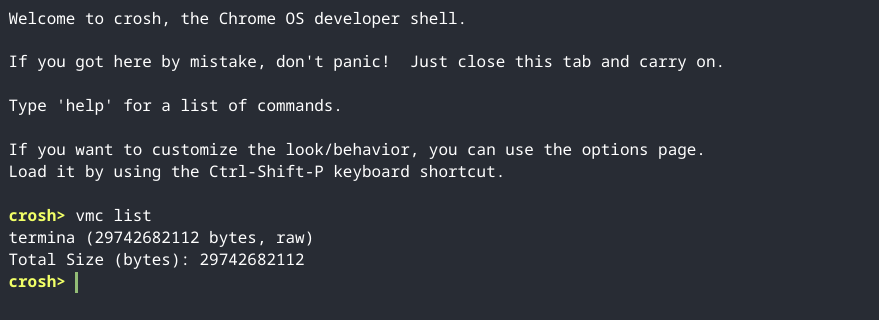 Welcome to crosh, the Chrome OS developer shell.
If you got here by mistake, don't panic!  Just close this tab and carry on.
Type 'help' for a list of commands.
If you want to customize the look/behavior, you can use the options page.
Load it by using the Ctrl-Shift-P keyboard shortcut.
crosh> vmc list
termina (29742682112 bytes, raw)
Total Size (bytes): 29742682112
crosh>